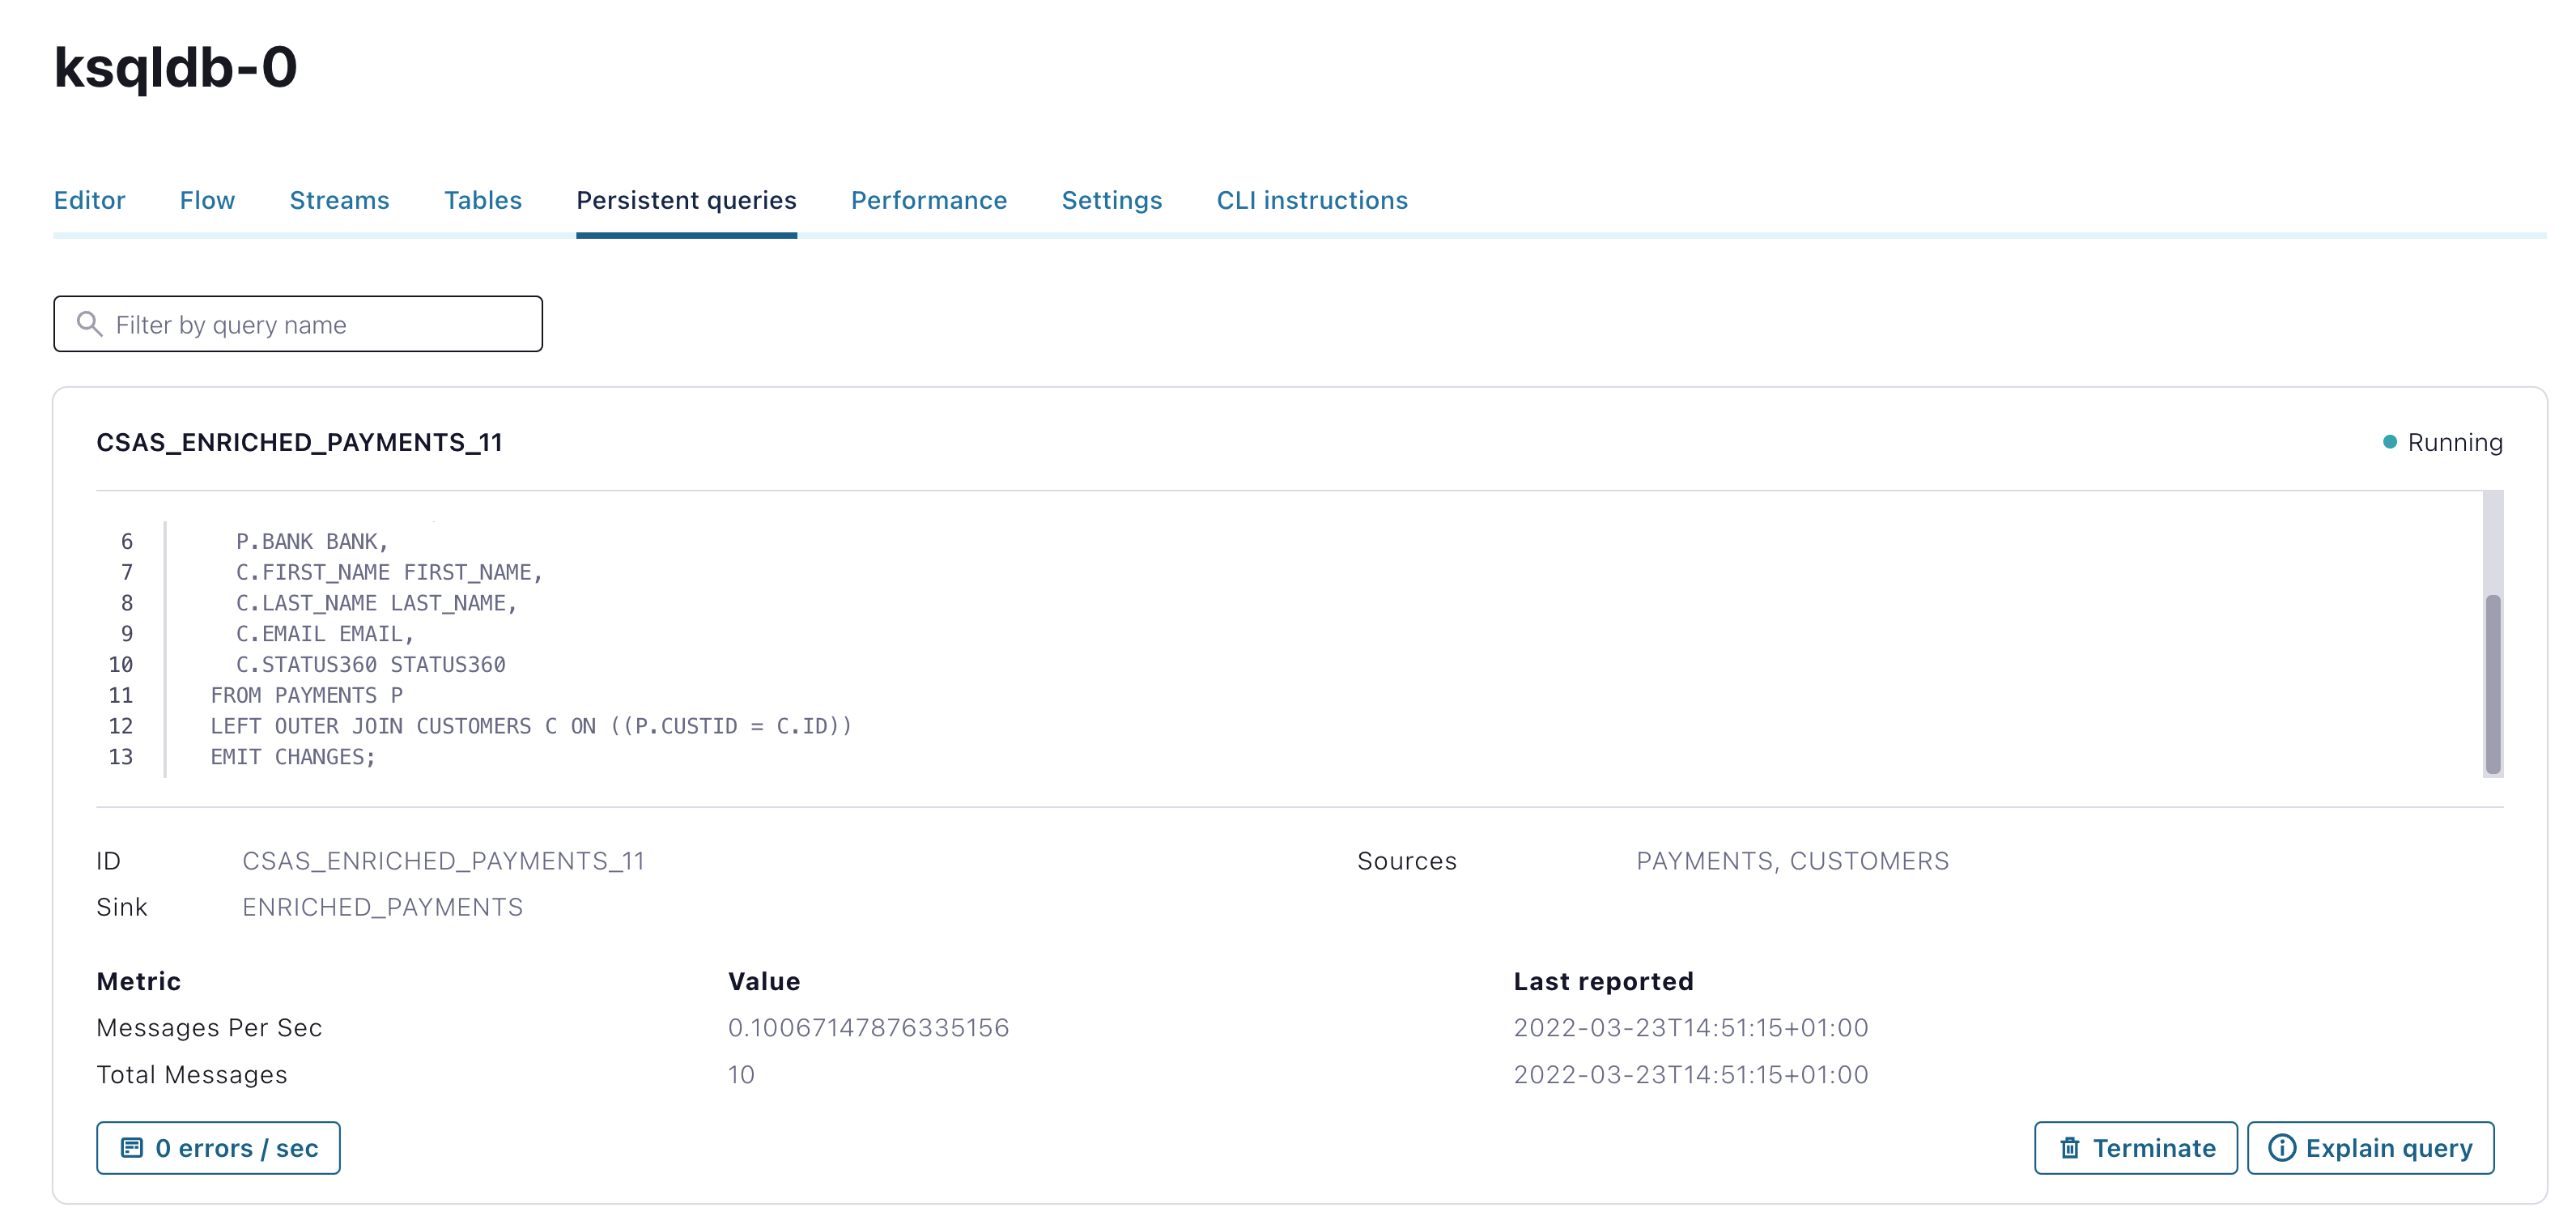 ksqldb-0
Editor Flow Streams Tables Persistent queries Performance Settings CLI instructions
Filter by query name
CSAS_ENRICHED_PAYMENTS_11 Running
6 P.BANK BANK,
7 C.FIRST_NAME FIRST_NAME,
8 C.LAST_NAME LAST_NAME,
9 C.EMAIL EMAIL,
10 C.STATUS360 STATUS360
11 FROM PAYMENTS P
12 LEFT OUTER JOIN CUSTOMERS C ON ((P.CUSTID = C.ID))
13 EMIT CHANGES;
ID CSAS_ENRICHED_PAYMENTS_11 Sources PAYMENTS, CUSTOMERS
Sink ENRICHED_PAYMENTS
Metric Value Last reported
Messages Per Sec 0.10067147876335156 2022-03-23T14:51:15+01:00
Total Messages 10 2022-03-23T14:51:15+01:00
0 errors / sec Terminate Explain query